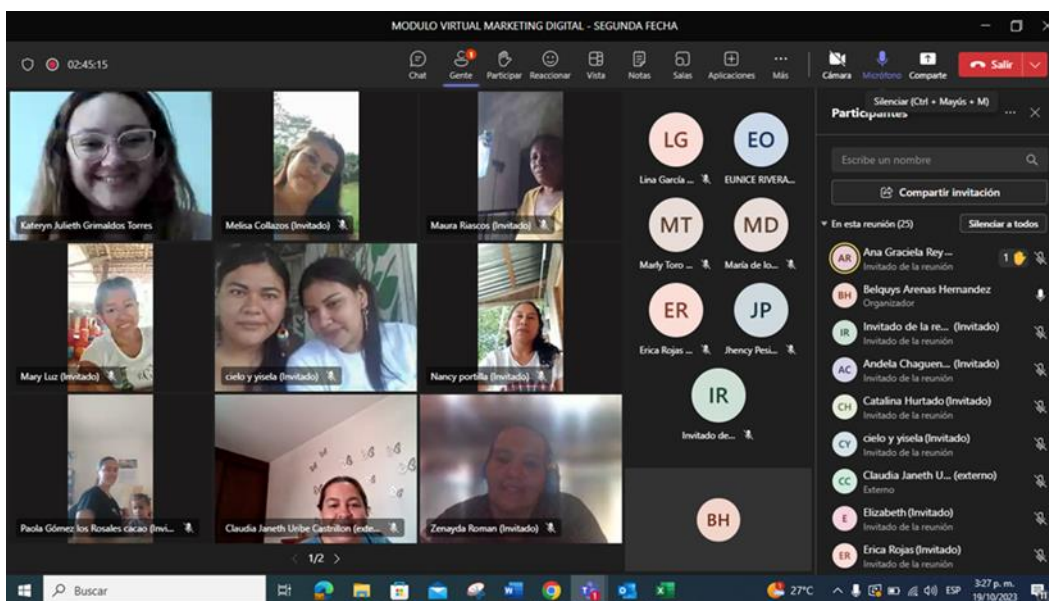 MODULO VIRTUAL MARKETING DIGITAL - SEGUNDA FECHA
02:45:15
Chat
Gente
Participar
Reaccionar
Vista
Notas
Salas
Aplicaciones
Más
Cámara
Micrófono
Comparte
Salir
Silenciar (Ctrl + Mayús + M)
Kateryn Julieth Grimaldos Torres
Melisa Collazos (Invitado)
Maura Riascos (Invitado)
Mary Luz (Invitado)
cielo y yisela (Invitado)
Nancy portilla (Invitado)
Paola Gómez los Rosales cacao (Invi...
Claudia Janeth Uribe Castrillon (exte...
Zenayda Roman (Invitado)
1/2
LG
Lina García ...
EO
EUNICE RIVERA...
MT
Marly Toro ...
MD
María de lo...
ER
Erica Rojas ...
JP
Jhency Pesi...
IR
Invitado de...
BH
Participantes
Escribe un nombre
Compartir invitación
En esta reunión (25)
Silenciar a todos
AR
Ana Graciela Rey...
1
Invitado de la reunión
BH
Belquys Arenas Hernandez
Organizador
IR
Invitado de la re... (Invitado)
Invitado de la reunión
AC
Andela Chaguen... (Invitado)
Invitado de la reunión
CH
Catalina Hurtado (Invitado)
Invitado de la reunión
CY
cielo y yisela (Invitado)
Invitado de la reunión
CC
Claudia Janeth U... (externo)
Externo
E
Elizabeth (Invitado)
Invitado de la reunión
ER
Erica Rojas (Invitado)
Invitado de la reunión
Buscar
27°C
ESP
3:27 p. m.
19/10/2023